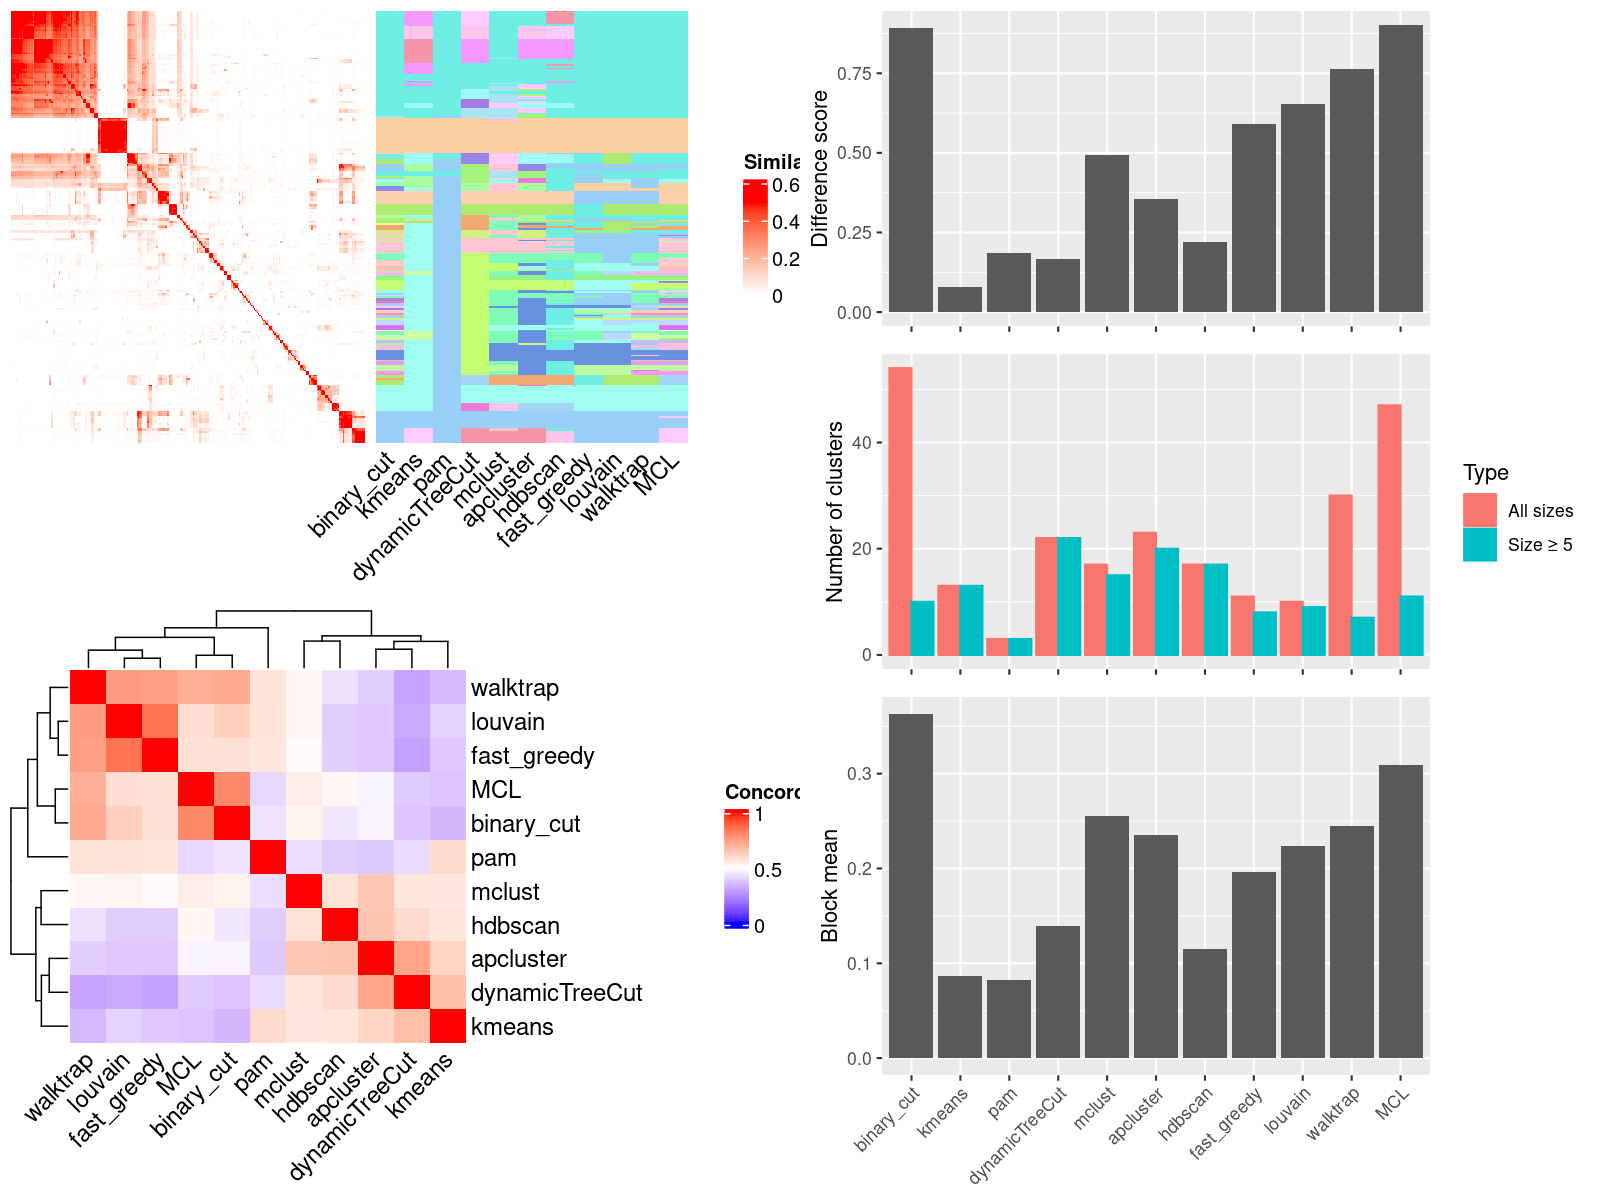 Simila
0.6
0.4
0.2
0
binary_cut
kmeans
pam
dynamicTreeCut
mclust
apcluster
hdbscan
fast_greedy
louvain
walktrap
MCL
walktrap
louvain
fast_greedy
MCL
binary_cut
pam
mclust
hdbscan
apcluster
dynamicTreeCut
kmeans
walktrap
louvain
fast_greedy
MCL
binary_cut
pam
mclust
hdbscan
apcluster
dynamicTreeCut
kmeans
Concord
1
0.5
0
Difference score
0.75
0.50
0.25
0.00
Number of clusters
40
20
0
Type
All sizes
Size ≥ 5
Block mean
0.3
0.2
0.1
0.0
binary_cut
kmeans
pam
dynamicTreeCut
mclust
apcluster
hdbscan
fast_greedy
louvain
walktrap
MCL